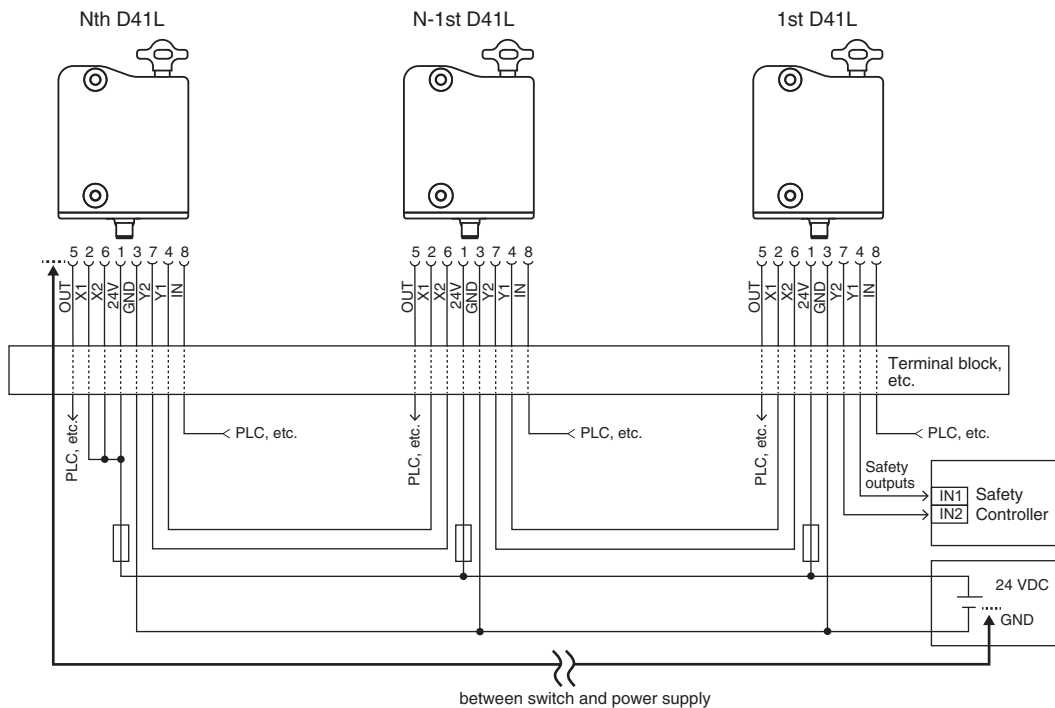 Nth D41L
N-1st D41L
1st D41L
5 2 6 1 3 7 4 8
5 2 6 1 3 7 4 8
5 2 6 1 3 7 4 8
OUT
X1
X2
24V
GND
Y2
Y1
IN
OUT
X1
X2
24V
GND
Y2
Y1
IN
OUT
X1
X2
24V
GND
Y2
Y1
IN
Terminal block,
etc.
PLC, etc.
PLC, etc.
PLC, etc.
PLC, etc.
PLC, etc.
PLC, etc.
Safety
outputs
IN1
IN2
Safety
Controller
24 VDC
GND
between switch and power supply